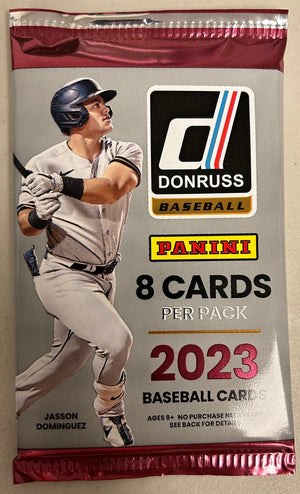 DONRUSS
BASEBALL
PANINI
8 CARDS
PER PACK
2023
BASEBALL CARDS
JASSON
DOMINGUEZ
AGES 9+ NO PURCHASE NECESSARY
SEE BACK FOR DETAILS